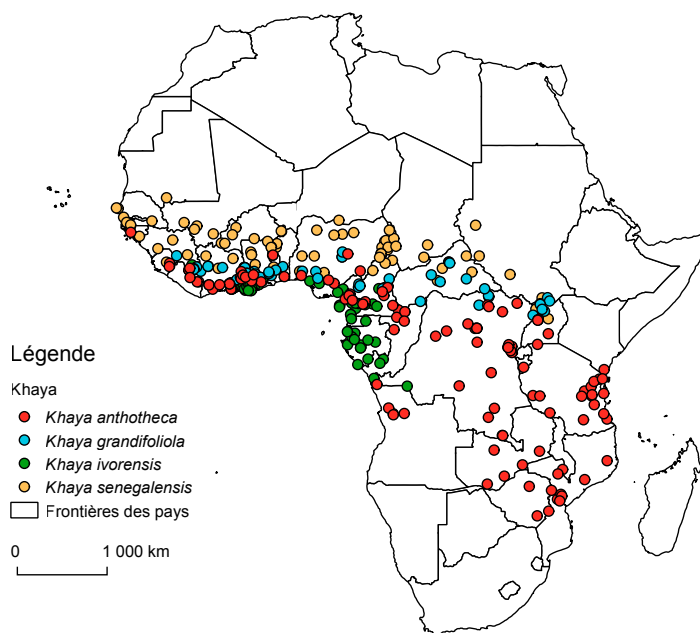 Légende
Khaya
Khaya anthotheca
Khaya grandifoliola
Khaya ivorensis
Khaya senegalensis
Frontières des pays
0 1 000 km